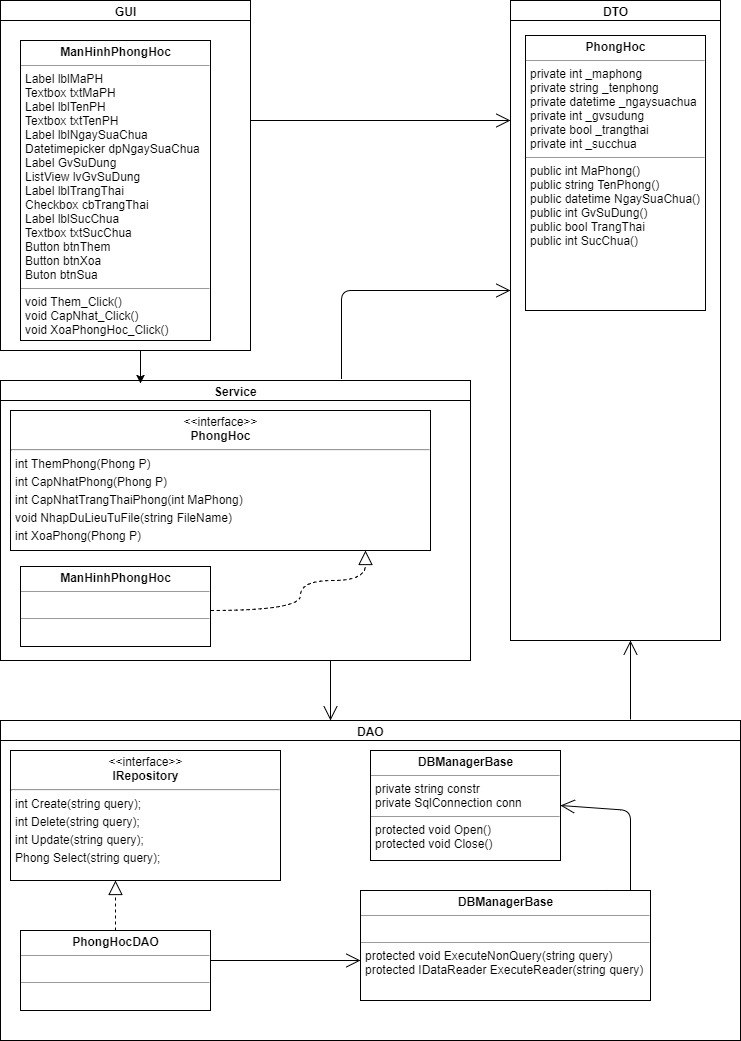 GUI
ManHinhPhongHoc
Label lblMaPH
Textbox txtMaPH
Label lblTenPH
Textbox txtTenPH
Label lblNgaySuaChua
Datetimepicker dpNgaySuaChua
Label GvSuDung
ListView lvGvSuDung
Label lblTrangThai
Checkbox cbTrangThai
Label lblSucChua
Textbox txtSucChua
Button btnThem
Button btnXoa
Buton btnSua
void Them_Click()
void CapNhat_Click()
void XoaPhongHoc_Click()
DTO
PhongHoc
private int _maphong
private string _tenphong
private datetime _ngaysuachua
private int _gvsudung
private bool _trangthai
private int _succhua
public int MaPhong()
public string TenPhong()
public datetime NgaySuaChua()
public int GvSuDung()
public bool TrangThai
public int SucChua()
Service
<<interface>>
PhongHoc
int ThemPhong(Phong P)
int CapNhatPhong(Phong P)
int CapNhatTrangThaiPhong(int MaPhong)
void NhapDuLieuTuFile(string FileName)
int XoaPhong(Phong P)
ManHinhPhongHoc
DAO
<<interface>>
IRepository
int Create(string query);
int Delete(string query);
int Update(string query);
Phong Select(string query);
PhongHocDAO
DBManagerBase
private string constr
private SqlConnection conn
protected void Open()
protected void Close()
DBManagerBase
protected void ExecuteNonQuery(string query)
protected IDataReader ExecuteReader(string query)